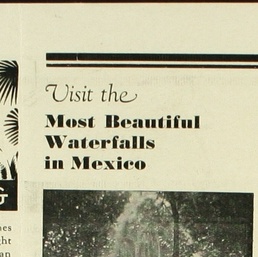 Visit the
Most Beautiful
Waterfalls
in Mexico